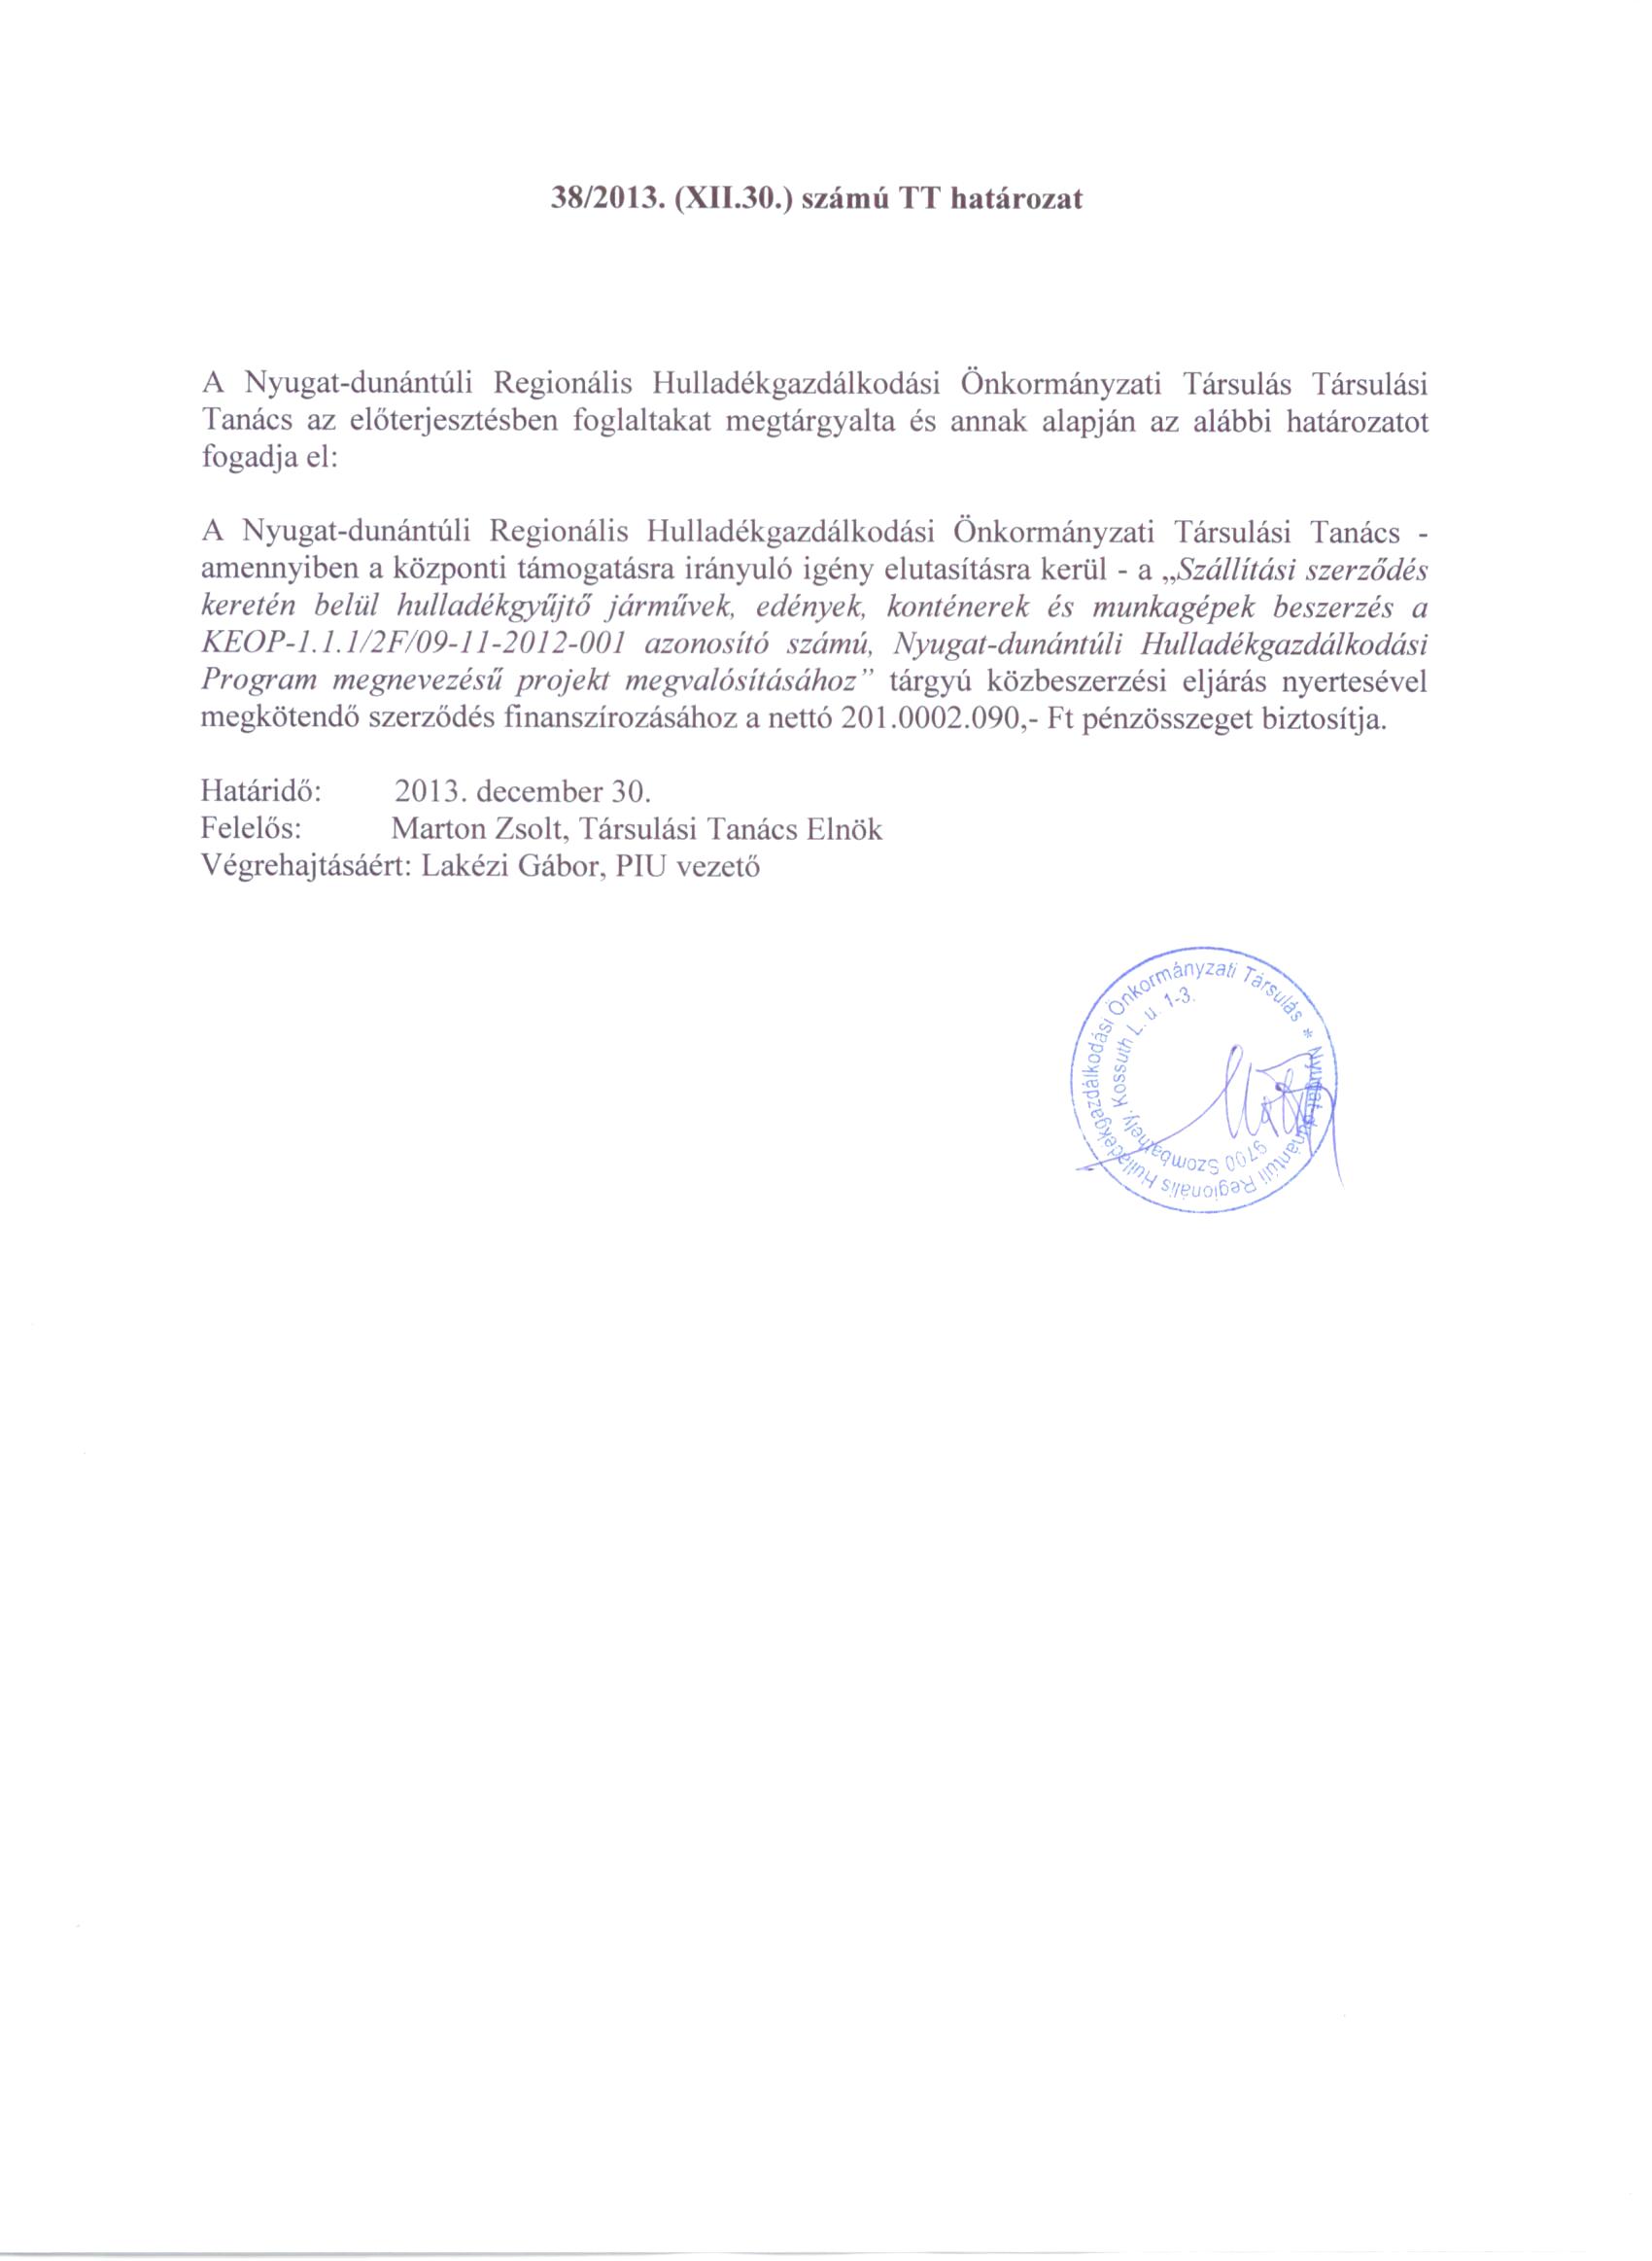 38/2013. (XII.30.) számú TT határozat
A Nyugat-dunántúli Regionális Hulladékgazdálkodási Önkormányzati Társulás Társulási
Tanács az előterjesztésben foglaltakat megtárgyalta és annak alapján az alábbi határozatot
fogadja el:
A Nyugat-dunántúli Regionális Hulladékgazdálkodási Önkormányzati Társulási Tanács -
amennyiben a központi támogatásra irányuló igény elutasításra kerül - a „Szállítási szerződés
keretén belül hulladékgyűjtő járművek, edények, konténerek és munkagépek beszerzés a
KEOP-1.1.1/2F/09-11-2012-001 azonosító számú, Nyugat-dunántúli Hulladékgazdálkodási
Program megnevezésű projekt megvalósításához” tárgyú közbeszerzési eljárás nyertesével
megkötendő szerződés finanszírozásához a nettó 201.0002.090,- Ft pénzösszeget biztosítja.
Határidő: 2013. december 30.
Felelős: Marton Zsolt, Társulási Tanács Elnök
Végrehajtásáért: Lakézi Gábor, PIU vezető
Nyugat-dunántúli Regionális Hulladékgazdálkodási Önkormányzati Társulás *
9700 Szombathely, Kossuth L. u. 1-3.